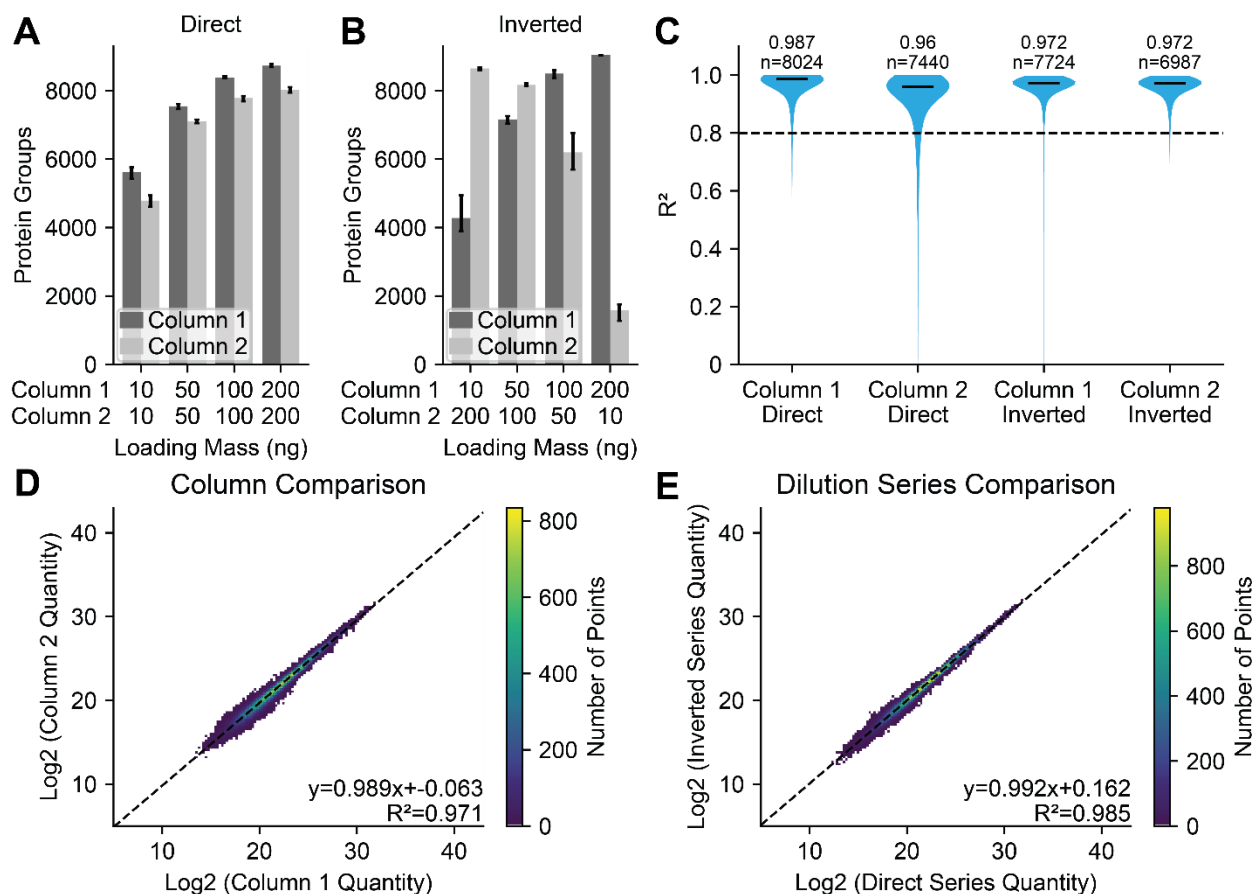 A
Direct
Protein Groups
8000
6000
4000
2000
0
Column 1
Column 2
Column 1 10 50 100 200
Column 2 10 50 100 200
Loading Mass (ng)
B
Inverted
Protein Groups
8000
6000
4000
2000
0
Column 1
Column 2
Column 1 10 50 100 200
Column 2 200 100 50 10
Loading Mass (ng)
C
0.987 0.96 0.972 0.972
n=8024 n=7440 n=7724 n=6987
R²
1.0
0.8
0.6
0.4
0.2
0
Column 1 Column 2 Column 1 Column 2
Direct Direct Inverted Inverted
D
Column Comparison
Log2 (Column 2 Quantity)
40
30
20
10
y=0.989x+-0.063
R²=0.971
10 20 30 40
Log2 (Column 1 Quantity)
800
600
400
200
0
Number of Points
E
Dilution Series Comparison
Log2 (Inverted Series Quantity)
40
30
20
10
y=0.992x+0.162
R²=0.985
10 20 30 40
Log2 (Direct Series Quantity)
800
600
400
200
0
Number of Points